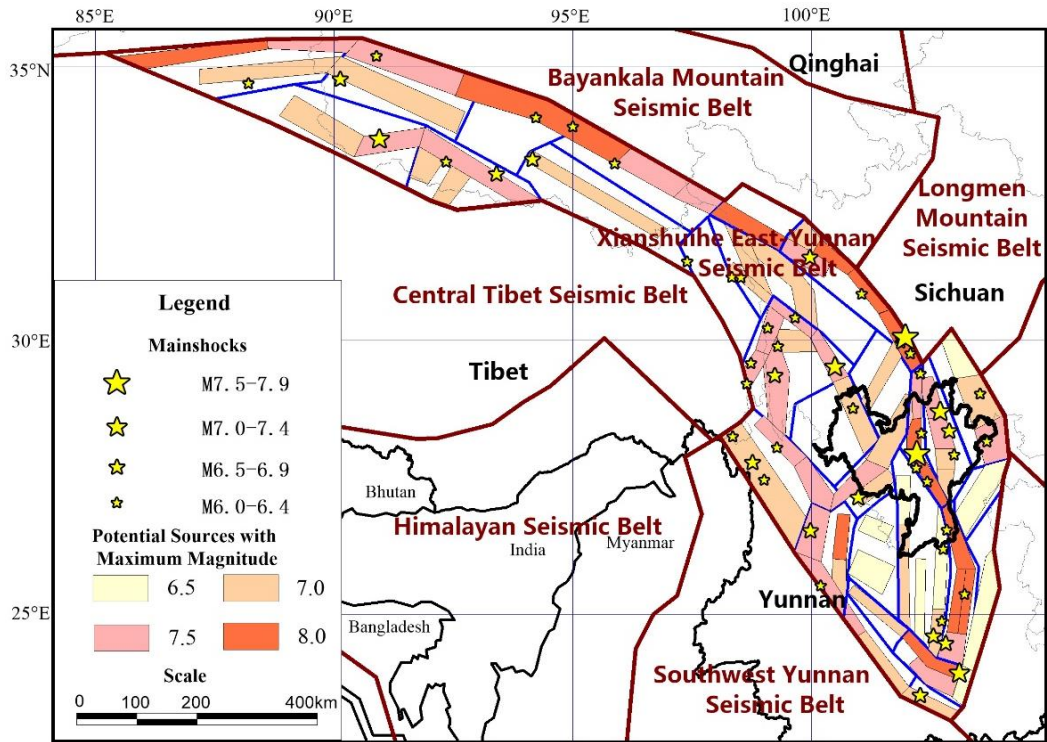 85°E
90°E
95°E
100°E
35°N
30°N
25°N
Qinghai
Bayankala Mountain
Seismic Belt
Longmen
Mountain
Seismic Belt
Xianshuihe East-Yunnan
Seismic Belt
Central Tibet Seismic Belt
Sichuan
Tibet
Bhutan
Himalayan Seismic Belt
India
Myanmar
Bangladesh
Yunnan
Southwest Yunnan
Seismic Belt
Legend
Mainshocks
M7.5-7.9
M7.0-7.4
M6.5-6.9
M6.0-6.4
Potential Sources with
Maximum Magnitude
6.5
7.0
7.5
8.0
Scale
0
100
200
400km